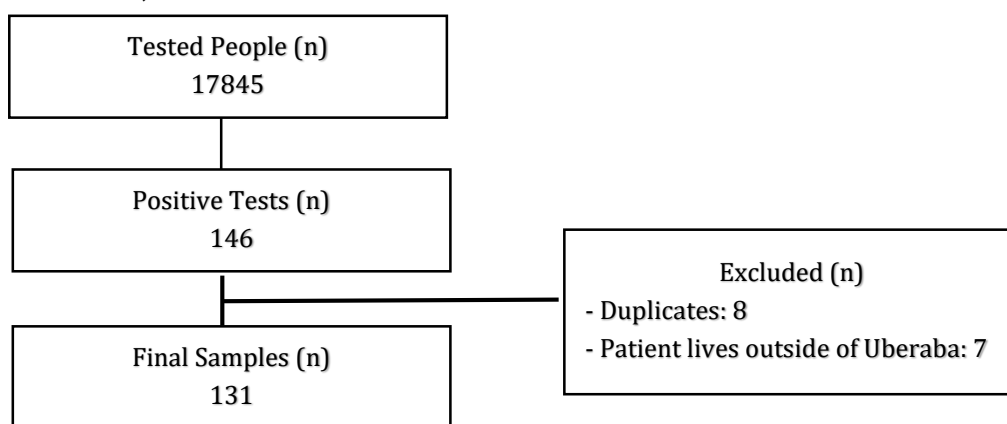 Tested People (n)
17845
Positive Tests (n)
146
Excluded (n)
- Duplicates: 8
- Patient lives outside of Uberaba: 7
Final Samples (n)
131